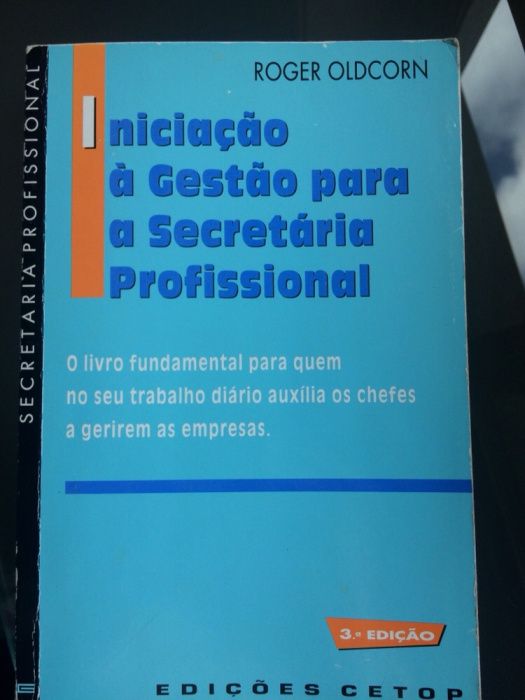 ROGER OLDCORN
Iniciação
à Gestão para
a Secretária
Profissional
O livro fundamental para quem
no seu trabalho diário auxília os chefes
a gerirem as empresas.
3.ª EDIÇÃO
EDIÇÕES CETOP
SECRETARIA PROFISSIONAL